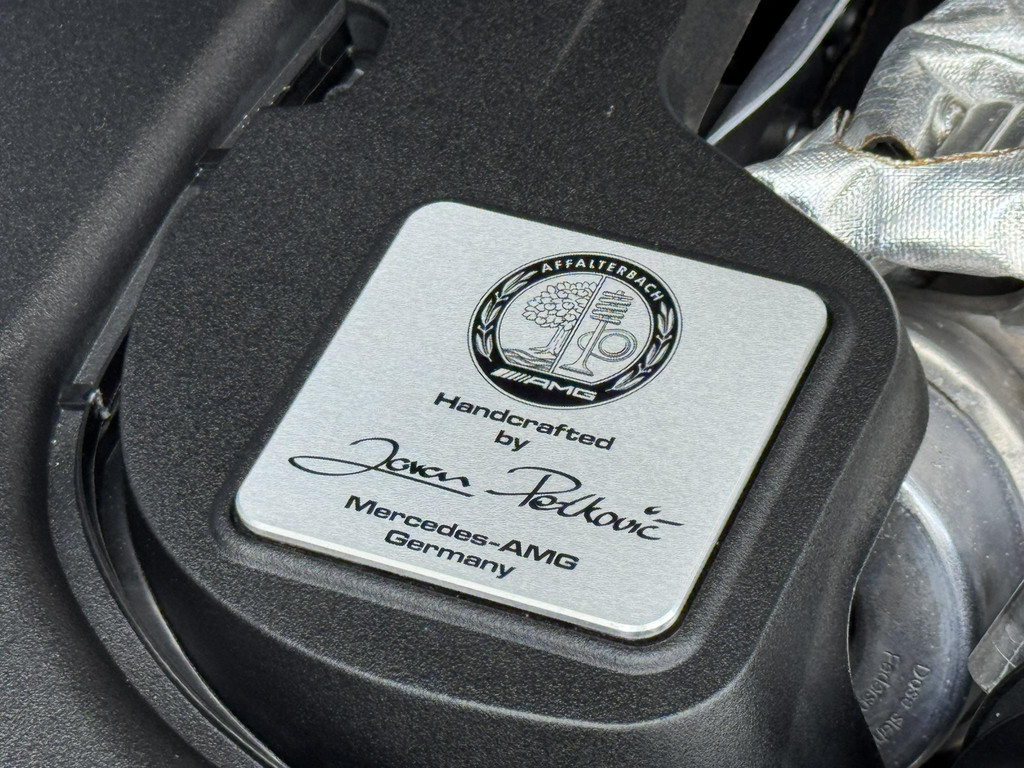 AFFALTERBACH
AMG
Handcrafted
by
Jovan Petković
Mercedes-AMG
Germany